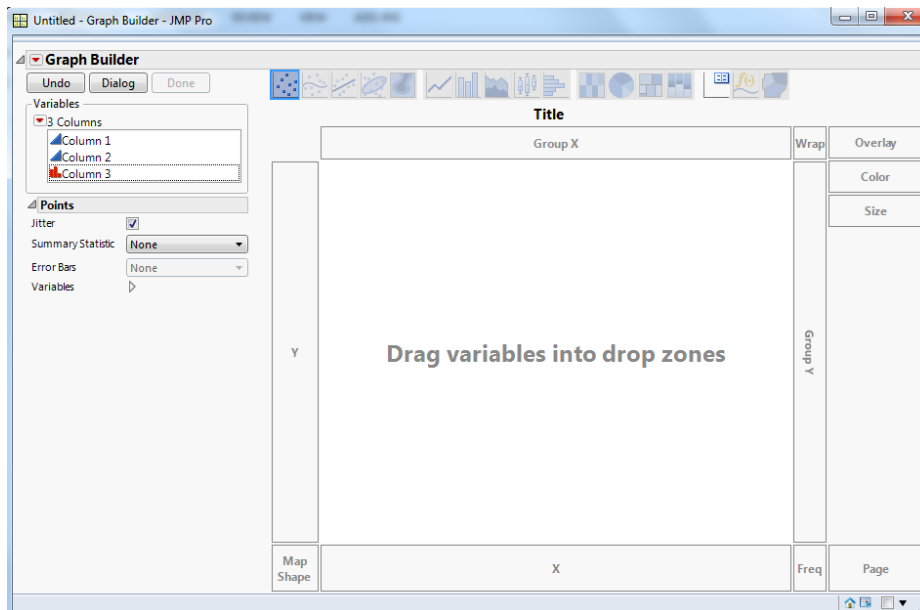 Untitled - Graph Builder - JMP Pro
Graph Builder
Undo Dialog Done
Variables
3 Columns
Column 1
Column 2
Column 3
Points
Jitter
Summary Statistic None
Error Bars None
Variables
Title
Group X
Wrap
Overlay
Color
Size
Y
Drag variables into drop zones
Group Y
Map
Shape
X
Freq
Page